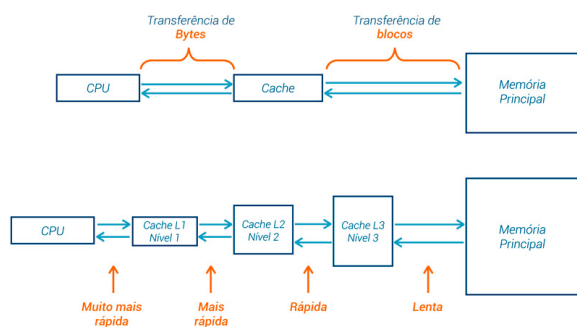 Transferência de
Bytes
Transferência de
blocos
CPU
Cache
Memória
Principal
CPU
Cache L1
Nível 1
Cache L2
Nível 2
Cache L3
Nível 3
Memória
Principal
Muito mais
rápida
Mais
rápida
Rápida
Lenta